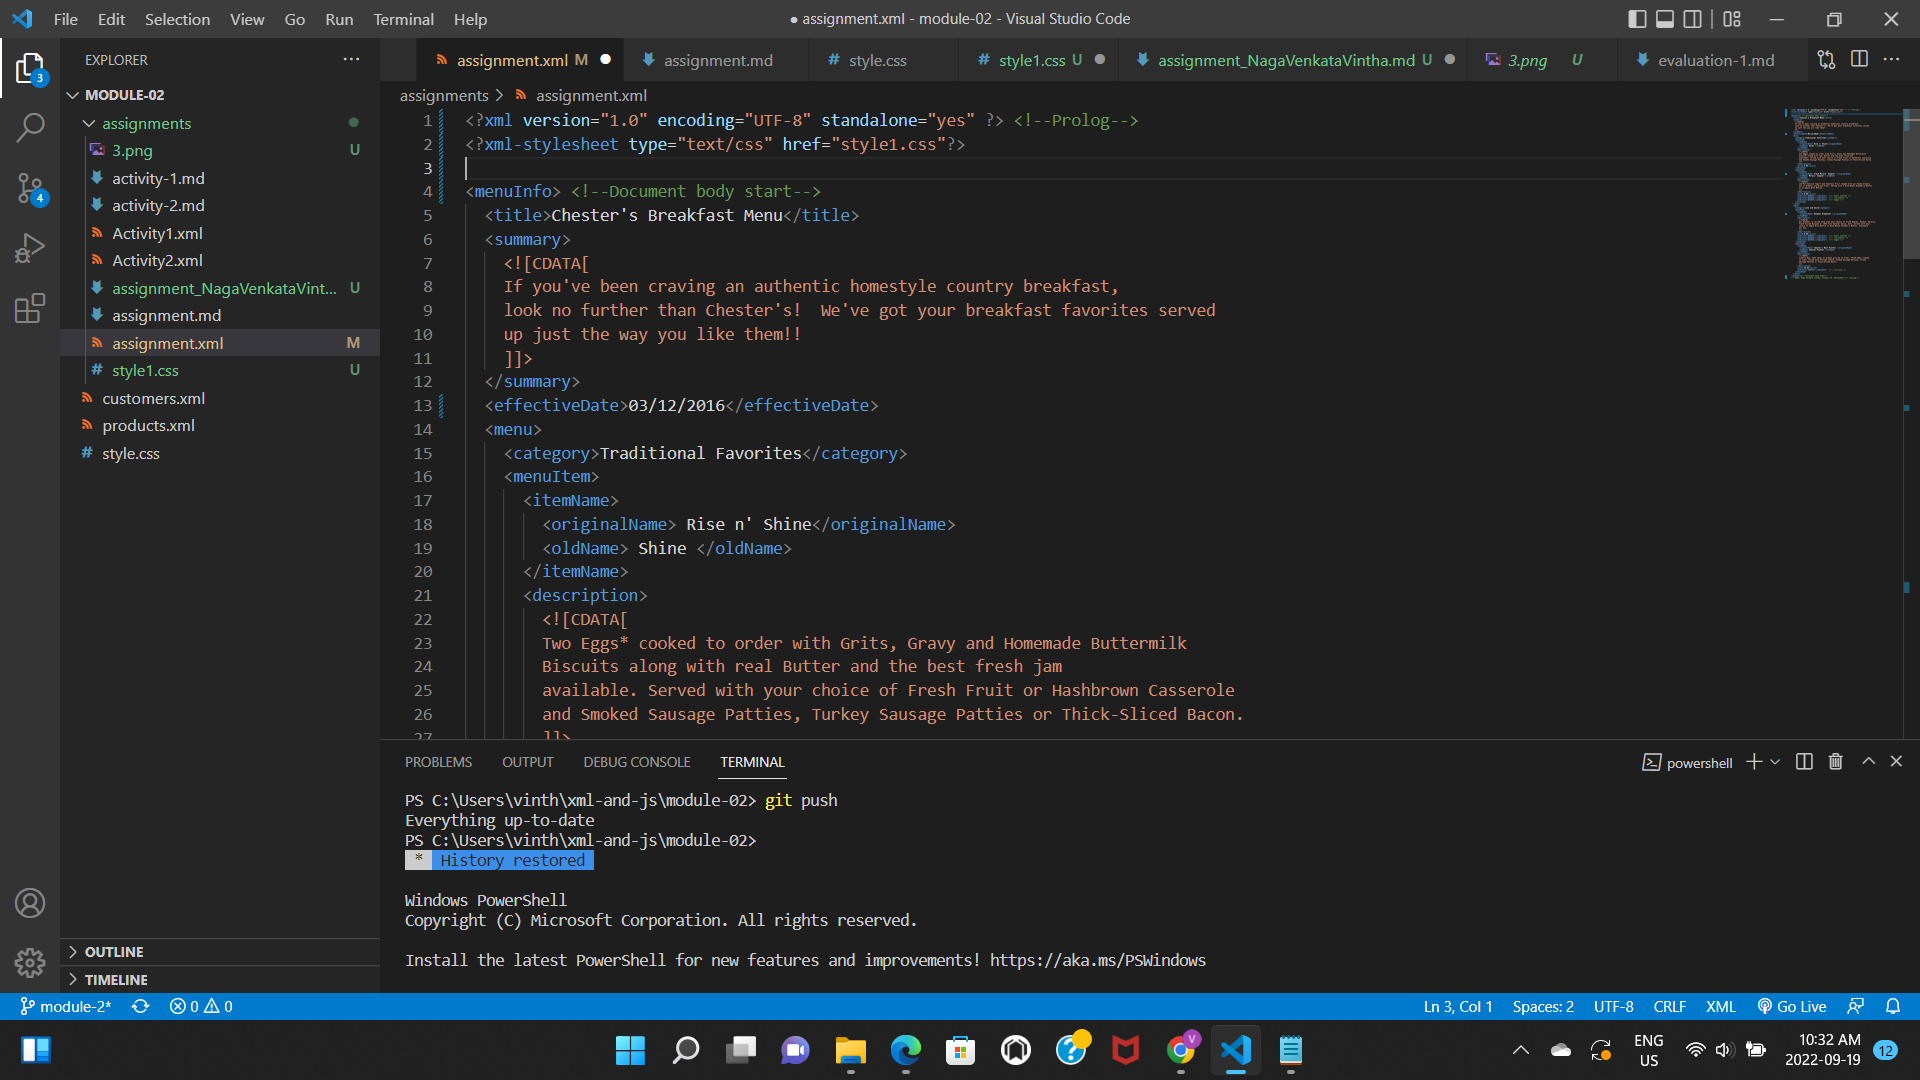 File Edit Selection View Go Run Terminal Help
● assignment.xml - module-02 - Visual Studio Code
EXPLORER
MODULE-02
assignments
3.png U
activity-1.md
activity-2.md
Activity1.xml
Activity2.xml
assignment_NagaVenkataVint... U
assignment.md
assignment.xml M
style1.css U
customers.xml
products.xml
style.css
OUTLINE
TIMELINE
3
4
assignment.xml M
assignment.md
style.css
style1.css U
assignment_NagaVenkataVintha.md U
3.png U
evaluation-1.md
assignments > assignment.xml
1 <?xml version="1.0" encoding="UTF-8" standalone="yes" ?> <!--Prolog-->
2 <?xml-stylesheet type="text/css" href="style1.css"?>
3
4 <menuInfo> <!--Document body start-->
5 <title>Chester's Breakfast Menu</title>
6 <summary>
7 <![CDATA[
8 If you've been craving an authentic homestyle country breakfast,
9 look no further than Chester's!  We've got your breakfast favorites served
10 up just the way you like them!!
11 ]]>
12 </summary>
13 <effectiveDate>03/12/2016</effectiveDate>
14 <menu>
15 <category>Traditional Favorites</category>
16 <menuItem>
17 <itemName>
18 <originalName> Rise n' Shine</originalName>
19 <oldName> Shine </oldName>
20 </itemName>
21 <description>
22 <![CDATA[
23 Two Eggs* cooked to order with Grits, Gravy and Homemade Buttermilk
24 Biscuits along with real Butter and the best fresh jam
25 available. Served with your choice of Fresh Fruit or Hashbrown Casserole
26 and Smoked Sausage Patties, Turkey Sausage Patties or Thick-Sliced Bacon.
27 ]]>
PROBLEMS OUTPUT DEBUG CONSOLE TERMINAL
powershell
PS C:\Users\vinth\xml-and-js\module-02> git push
Everything up-to-date
PS C:\Users\vinth\xml-and-js\module-02>
* History restored
Windows PowerShell
Copyright (C) Microsoft Corporation. All rights reserved.
Install the latest PowerShell for new features and improvements! https://aka.ms/PSWindows
module-2* 0 0
Ln 3, Col 1 Spaces: 2 UTF-8 CRLF XML Go Live
V
ENG
US
10:32 AM
2022-09-19
12